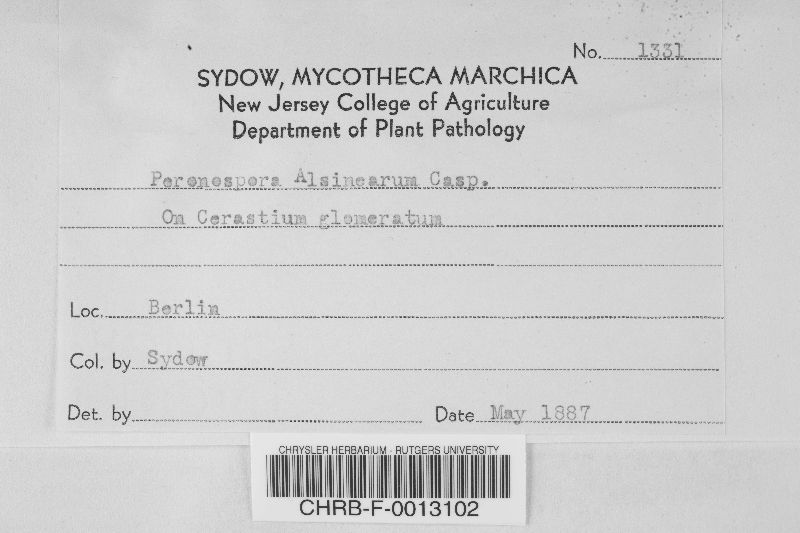 No. 1331
SYDOW, MYCOTHECA MARCHICA
New Jersey College of Agriculture
Department of Plant Pathology
Peronospora Alsinearum Casp.
On Cerastium glomeratum
Loc. Berlin
Col. by Sydow
Det. by
Date May 1887
CHRYSLER HERBARIUM - RUTGERS UNIVERSITY
CHRB-F-0013102